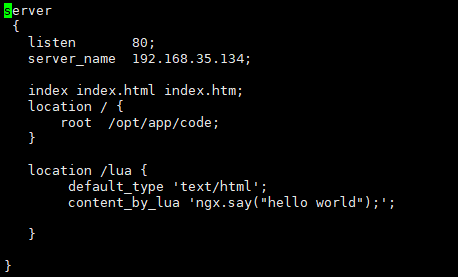 server
 {
   listen       80;
   server_name  192.168.35.134;
   index index.html index.htm;
   location / {
       root  /opt/app/code;
   }
   location /lua {
        default_type 'text/html';
        content_by_lua 'ngx.say("hello world");';
   }
}